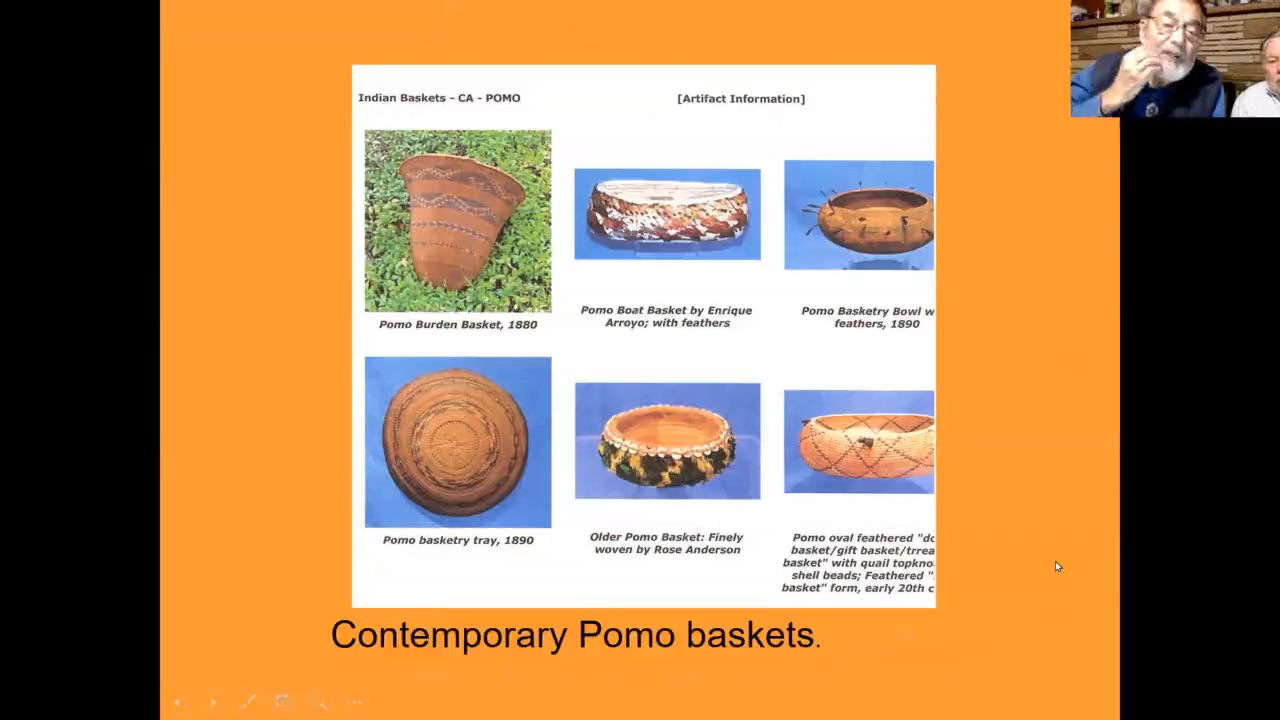 Indian Baskets - CA - POMO
[Artifact Information]
Pomo Burden Basket, 1880
Pomo Boat Basket by Enrique
Arroyo; with feathers
Pomo Basketry Bowl w
feathers, 1890
Pomo basketry tray, 1890
Older Pomo Basket: Finely
woven by Rose Anderson
Pomo oval feathered "do
basket/gift basket/trrea
basket" with quail topkno
shell beads; Feathered "
basket" form, early 20th c
Contemporary Pomo baskets.